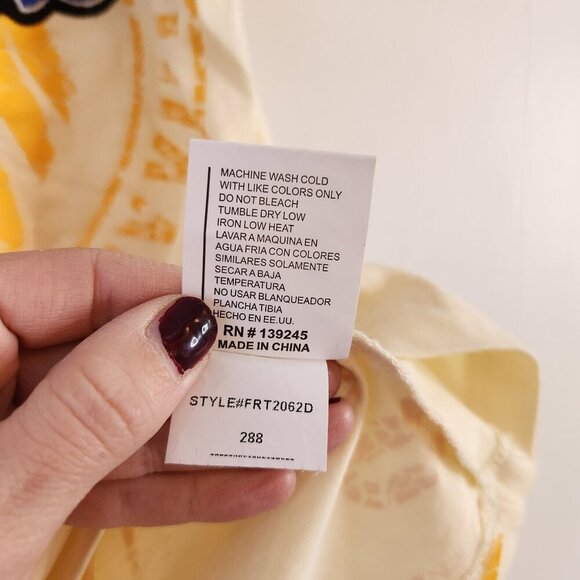 MACHINE WASH COLD
WITH LIKE COLORS ONLY
DO NOT BLEACH
TUMBLE DRY LOW
IRON LOW HEAT
LAVAR A MAQUINA EN
AGUA FRIA CON COLORES
SIMILARES SOLAMENTE
SECAR A BAJA
TEMPERATURA
NO USAR BLANQUEADOR
PLANCHA TIBIA
HECHO EN EE.UU.
RN # 139245
MADE IN CHINA
STYLE#FRT2062D
288